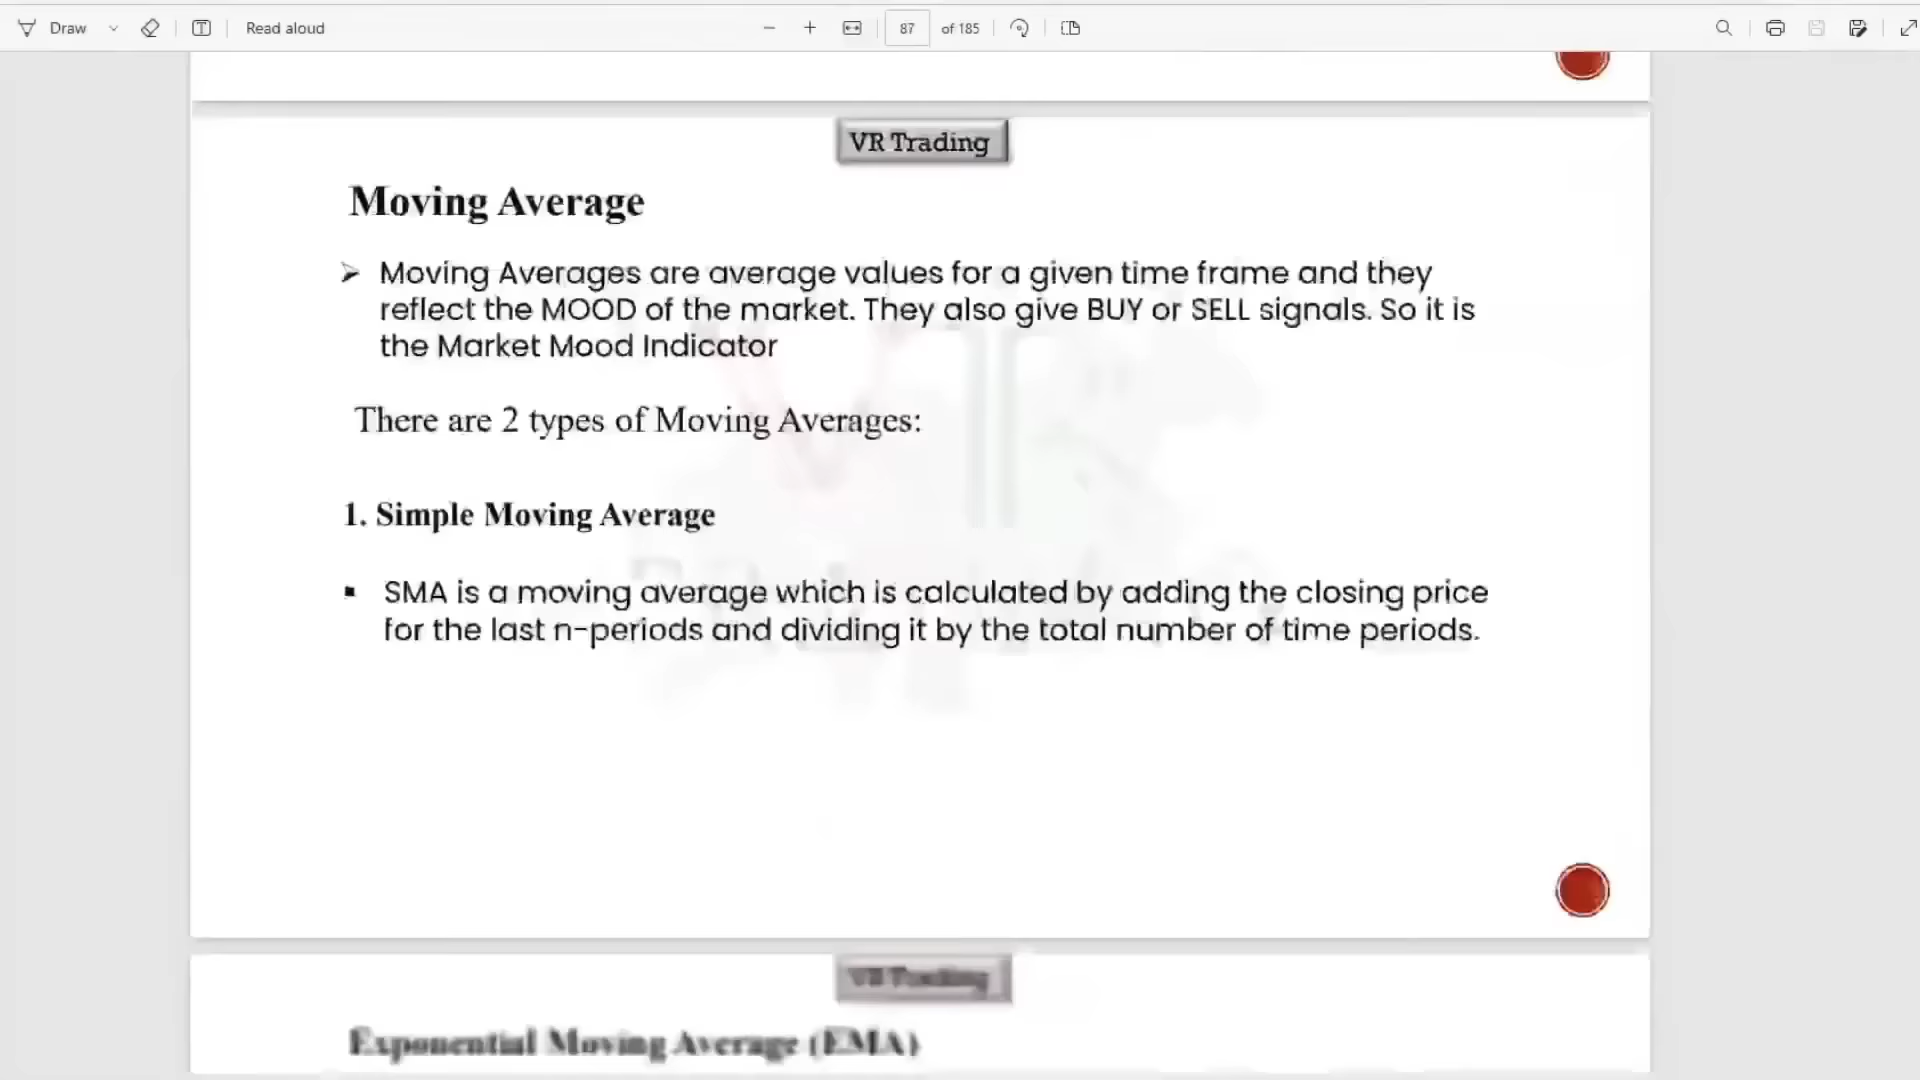 Draw
Read aloud
87 of 185
VR Trading
Moving Average
Moving Averages are average values for a given time frame and they
reflect the MOOD of the market. They also give BUY or SELL signals. So it is
the Market Mood Indicator
There are 2 types of Moving Averages:
1. Simple Moving Average
SMA is a moving average which is calculated by adding the closing price
for the last n-periods and dividing it by the total number of time periods.
VR Trading
Exponential Moving Average (EMA)